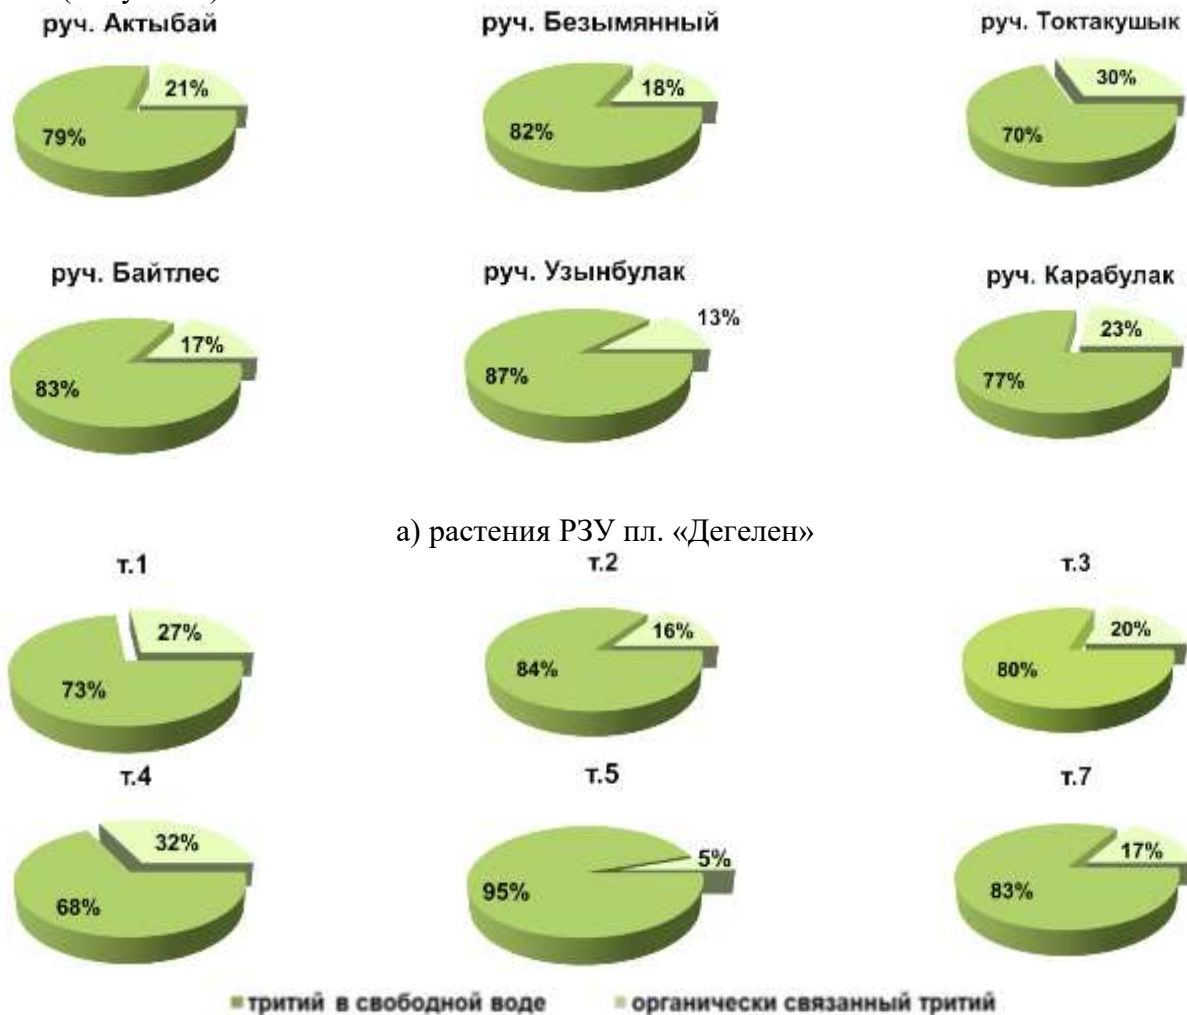 руч. Актыбай руч. Безымянный руч. Токтакушык
21% 18% 30%
79% 82% 70%
руч. Байтлес руч. Узынбулак руч. Карабулак
17% 13% 23%
83% 87% 77%
а) растения РЗУ пл. «Дегелен»
т.1 т.2 т.3
27% 16% 20%
73% 84% 80%
т.4 т.5 т.7
32% 5% 17%
68% 95% 83%
тритий в свободной воде органически связанный тритий